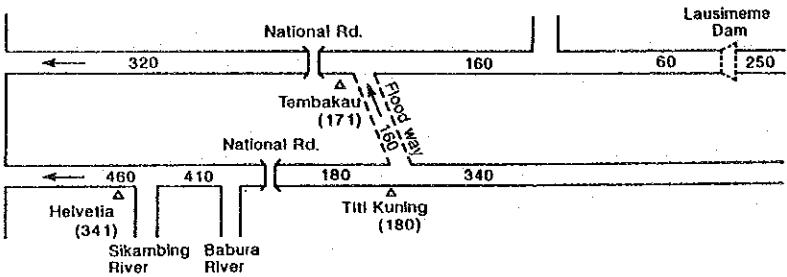 Lausimeme
Dam
National Rd.
320
160
60
250
Tembakau
(171)
Flood way
160
National Rd.
460
410
180
340
Helvetia
(341)
Titi Kuning
(180)
Sikambing
River
Babura
River